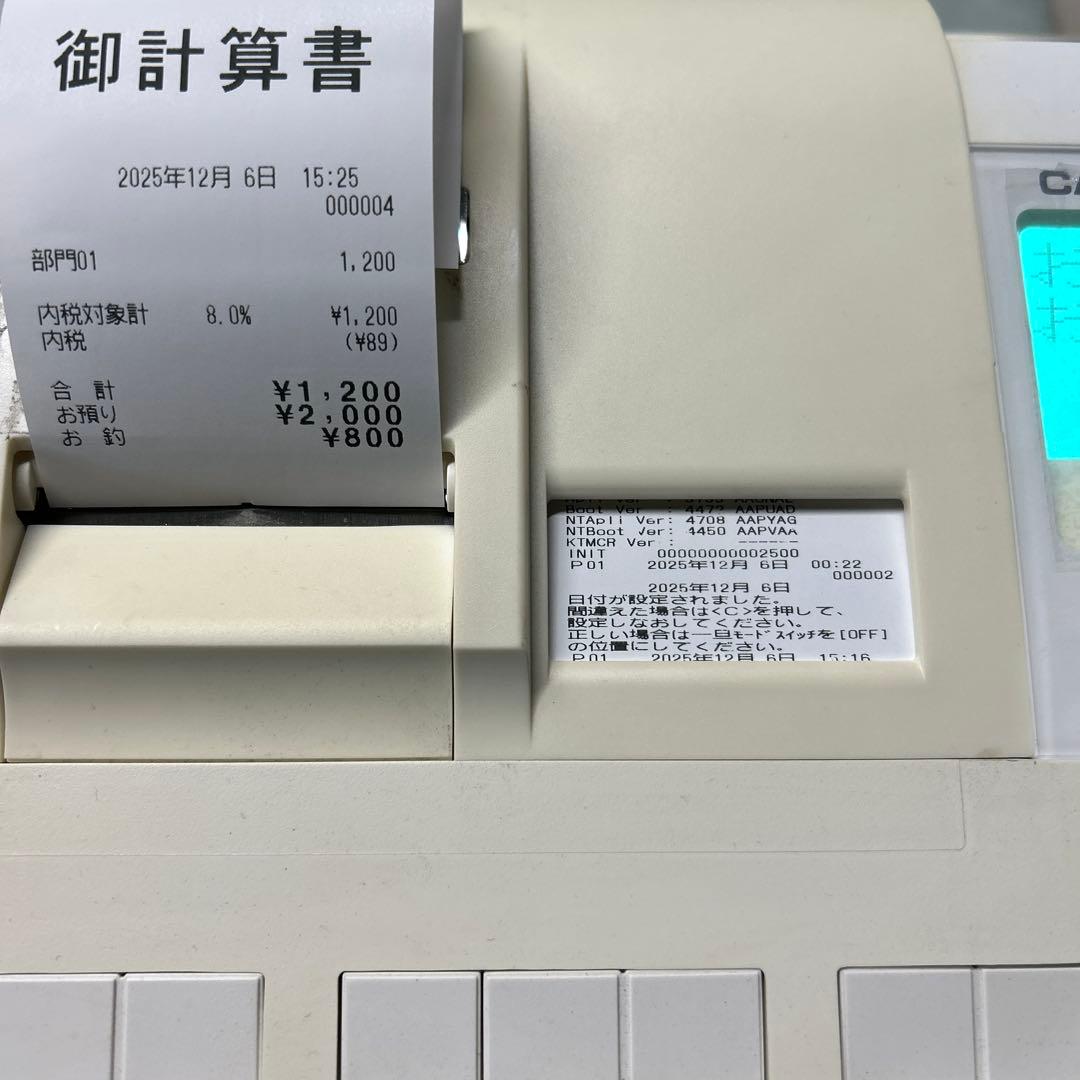 御計算書
2025年12月 6日 15:25
000004
部門01 1,200
内税対象計 8.0% ¥1,200
内税 (¥89)
合 計 ¥1,200
お預り ¥2,000
お 釣 ¥800
Boot Ver: 4472 AAPUAD
NTApli Ver: 4708 AAPYAG
NTBoot Ver: 4450 AAPVAA
KTMCR Ver : ------
INIT 00000000002500
P01 2025年12月 6日 00:22
000002
2025年12月 6日
日付が設定されました。
間違えた場合は<C>を押して、
設定しなおしてください。
正しい場合は一旦ﾓｰﾄﾞｽｲｯﾁを[OFF]
の位置にしてください。
P01 2025年12月 6日 15:16
CA